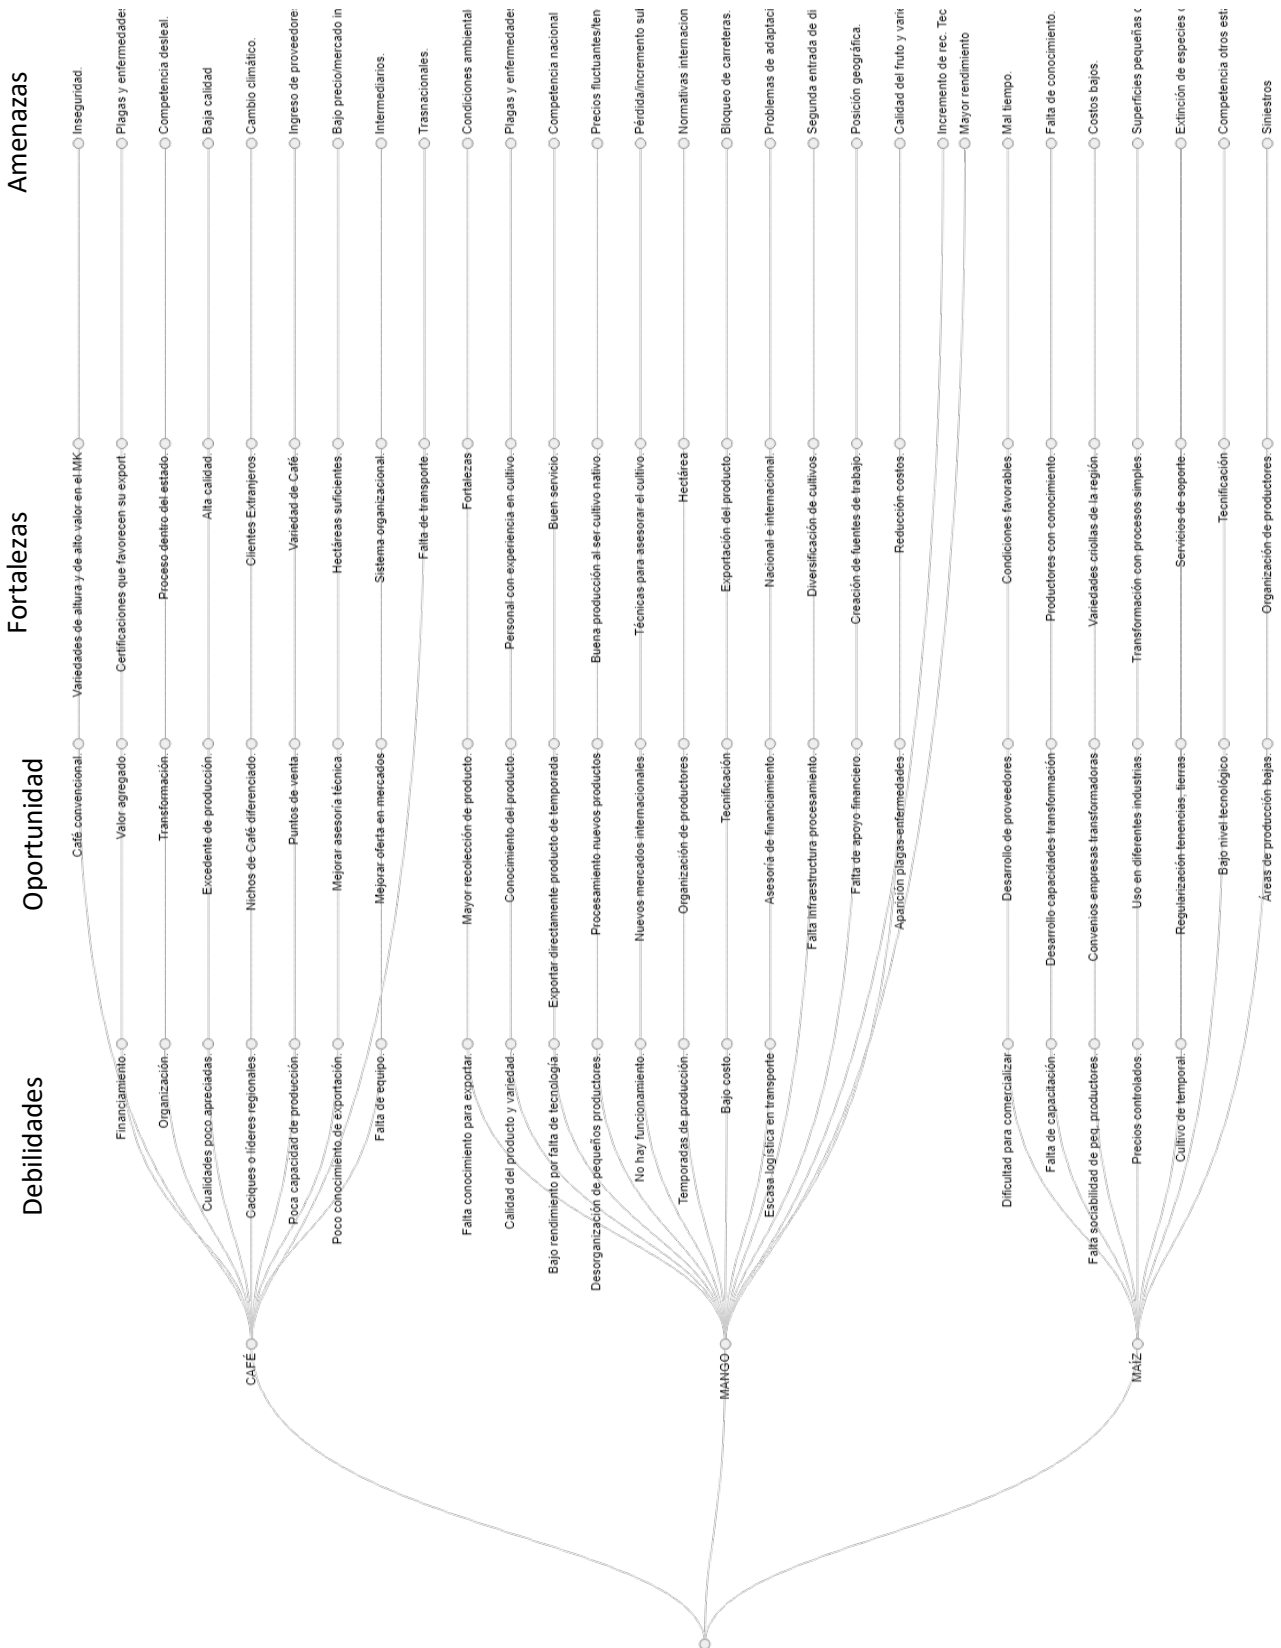 Amenazas
Inseguridad.
Plagas y enfermedades
Competencia desleal.
Baja calidad
Cambio climático.
Ingreso de proveedore
Bajo precio/mercado in
Intermediarios.
Trasnacionales.
Condiciones ambiental
Plagas y enfermedades
Competencia nacional
Precios fluctuantes/ten
Pérdida/incremento sul
Normativas internacion
Bloqueo de carreteras.
Problemas de adaptaci
Segunda entrada de di
Posición geográfica.
Calidad del fruto y varie
Incremento de rec. Tec
Mayor rendimiento
Mal tiempo.
Falta de conocimiento.
Costos bajos.
Superficies pequeñas
Extinción de especies
Competencia otros est
Siniestros
Fortalezas
Variedades de altura y de alto valor en el MK
Certificaciones que favorecen su export.
Proceso dentro del estado.
Alta calidad.
Clientes Extranjeros.
Variedad de Café.
Hectáreas suficientes.
Sistema organizacional.
Falta de transporte.
Fortalezas
Personal con experiencia en cultivo.
Buen servicio.
Buena producción al ser cultivo nativo.
Técnicas para asesorar el cultivo.
Hectárea
Exportación del producto.
Nacional e internacional.
Diversificación de cultivos.
Creación de fuentes de trabajo
Reducción costos.
Condiciones favorables.
Productores con conocimiento.
Variedades criollas de la región.
Transformación con procesos simples.
Servicios de soporte.
Tecnificación
Organización de productores.
Oportunidad
Café convencional.
Valor agregado.
Transformación.
Excedente de producción.
Nichos de Café diferenciado.
Puntos de venta.
Mejorar asesoría técnica.
Mejorar oferta en mercados
Mayor recolección de producto.
Conocimiento del producto.
Exportar directamente producto de temporada.
Procesamiento nuevos productos
Nuevos mercados internacionales.
Organización de productores.
Tecnificación
Asesoría de financiamiento.
Falta infraestructura procesamiento.
Falta de apoyo financiero.
Aparición plagas-enfermedades.
Desarrollo de proveedores.
Desarrollo capacidades transformación
Convenios empresas transformadoras
Uso en diferentes industrias.
Regularización tenencias, tierras.
Bajo nivel tecnológico.
Áreas de producción bajas.
Debilidades
Financiamiento.
Organización.
Cualidades poco apreciadas.
Caciques o líderes regionales.
Poca capacidad de producción.
Poco conocimiento de exportación.
Falta de equipo.
Falta conocimiento para exportar.
Calidad del producto y variedad.
Bajo rendimiento por falta de tecnología.
Desorganización de pequeños productores.
No hay funcionamiento.
Temporadas de producción.
Bajo costo.
Escasa logística en transporte
Dificultad para comercializar
Falta de capacitación.
Falta sociabilidad de peq. productores.
Precios controlados.
Cultivo de temporal.
CAFÉ
MANGO
MAÍZ